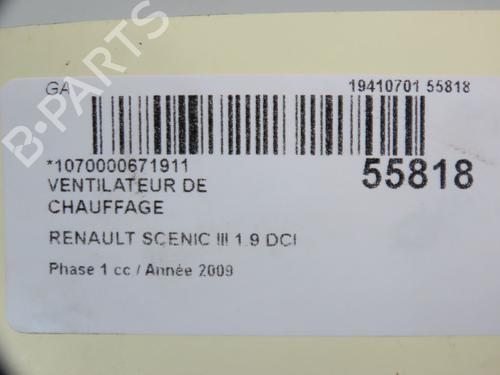 GA
19410701 55818
B-PARTS
*1070000671911
55818
VENTILATEUR DE
CHAUFFAGE
RENAULT SCENIC III 1.9 DCI
Phase 1 cc / Année 2009